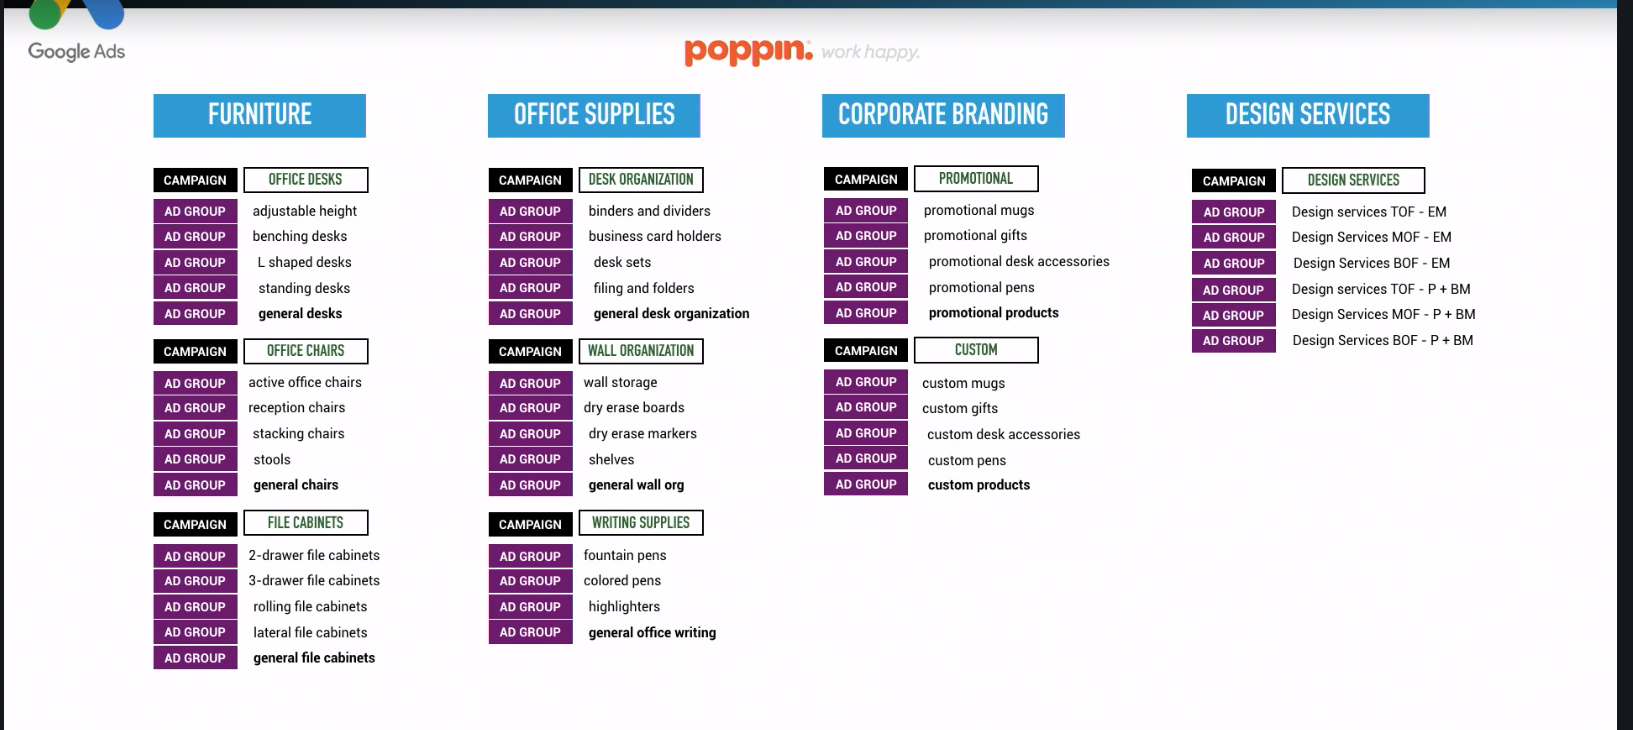 Google Ads
poppin. work happy.
FURNITURE
CAMPAIGN OFFICE DESKS
AD GROUP adjustable height
AD GROUP benching desks
AD GROUP L shaped desks
AD GROUP standing desks
AD GROUP general desks
CAMPAIGN OFFICE CHAIRS
AD GROUP active office chairs
AD GROUP reception chairs
AD GROUP stacking chairs
AD GROUP stools
AD GROUP general chairs
CAMPAIGN FILE CABINETS
AD GROUP 2-drawer file cabinets
AD GROUP 3-drawer file cabinets
AD GROUP rolling file cabinets
AD GROUP lateral file cabinets
AD GROUP general file cabinets
OFFICE SUPPLIES
CAMPAIGN DESK ORGANIZATION
AD GROUP binders and dividers
AD GROUP business card holders
AD GROUP desk sets
AD GROUP filing and folders
AD GROUP general desk organization
CAMPAIGN WALL ORGANIZATION
AD GROUP wall storage
AD GROUP dry erase boards
AD GROUP dry erase markers
AD GROUP shelves
AD GROUP general wall org
CAMPAIGN WRITING SUPPLIES
AD GROUP fountain pens
AD GROUP colored pens
AD GROUP highlighters
AD GROUP general office writing
CORPORATE BRANDING
CAMPAIGN PROMOTIONAL
AD GROUP promotional mugs
AD GROUP promotional gifts
AD GROUP promotional desk accessories
AD GROUP promotional pens
AD GROUP promotional products
CAMPAIGN CUSTOM
AD GROUP custom mugs
AD GROUP custom gifts
AD GROUP custom desk accessories
AD GROUP custom pens
AD GROUP custom products
DESIGN SERVICES
CAMPAIGN DESIGN SERVICES
AD GROUP Design services TOF - EM
AD GROUP Design Services MOF - EM
AD GROUP Design Services BOF - EM
AD GROUP Design services TOF - P + BM
AD GROUP Design Services MOF - P + BM
AD GROUP Design Services BOF - P + BM